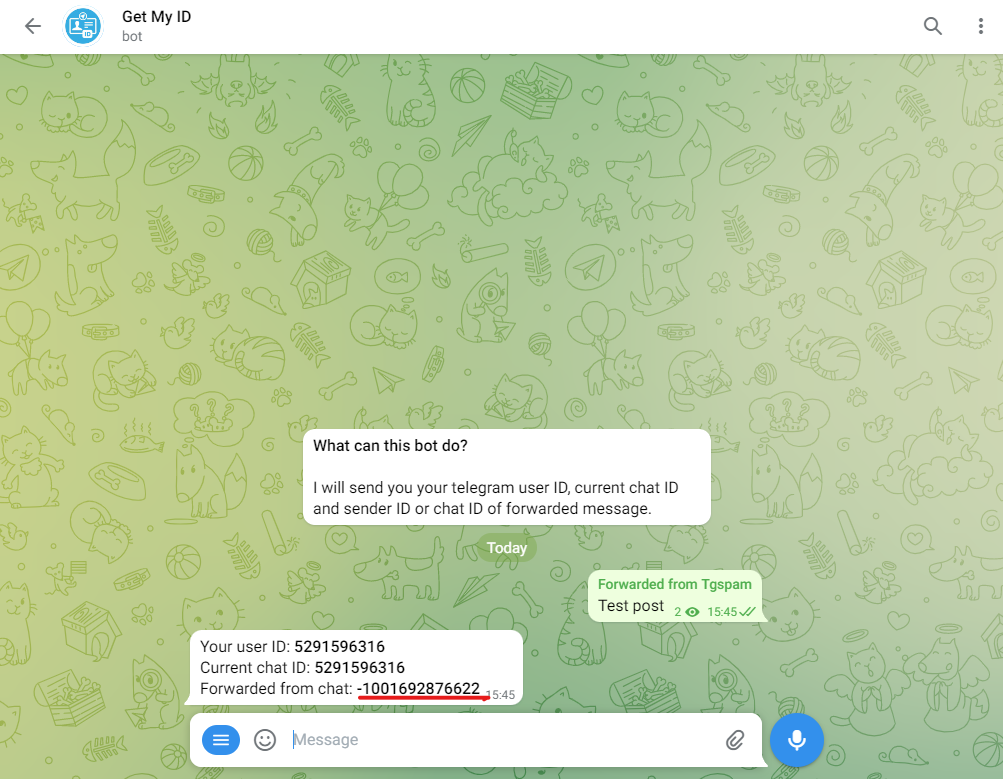 Get My ID
bot
What can this bot do?
I will send you your telegram user ID, current chat ID
and sender ID or chat ID of forwarded message.
Today
Forwarded from Tgspam
Test post 2 15:45
Your user ID: 5291596316
Current chat ID: 5291596316
Forwarded from chat: -1001692876622 15:45
Message